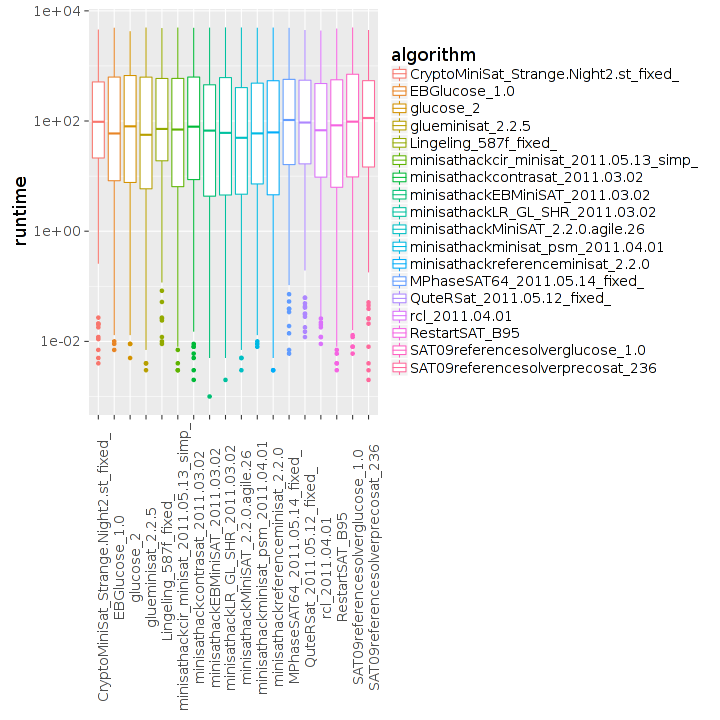 1e+04
1e+02
1e+00
1e-02
runtime
algorithm
CryptoMiniSat_Strange.Night2.st_fixed_
EBGlucose_1.0
glucose_2
glueminisat_2.2.5
Lingeling_587f_fixed_
minisathackcir_minisat_2011.05.13_simp_
minisathackcontrasat_2011.03.02
minisathackEBMiniSAT_2011.03.02
minisathackLR_GL_SHR_2011.03.02
minisathackMiniSAT_2.2.0.agile.26
minisathackminisat_psm_2011.04.01
minisathackreferenceminisat_2.2.0
MPhaseSAT64_2011.05.14_fixed_
QuteRSat_2011.05.12_fixed_
rcl_2011.04.01
RestartSAT_B95
SAT09referencesolverglucose_1.0
SAT09referencesolverprecosat_236
CryptoMiniSat_Strange.Night2.st_fixed_
EBGlucose_1.0
glucose_2
glueminisat_2.2.5
Lingeling_587f_fixed_
minisathackcir_minisat_2011.05.13_simp_
minisathackcontrasat_2011.03.02
minisathackEBMiniSAT_2011.03.02
minisathackLR_GL_SHR_2011.03.02
minisathackMiniSAT_2.2.0.agile.26
minisathackminisat_psm_2011.04.01
minisathackreferenceminisat_2.2.0
MPhaseSAT64_2011.05.14_fixed_
QuteRSat_2011.05.12_fixed_
rcl_2011.04.01
RestartSAT_B95
SAT09referencesolverglucose_1.0
SAT09referencesolverprecosat_236